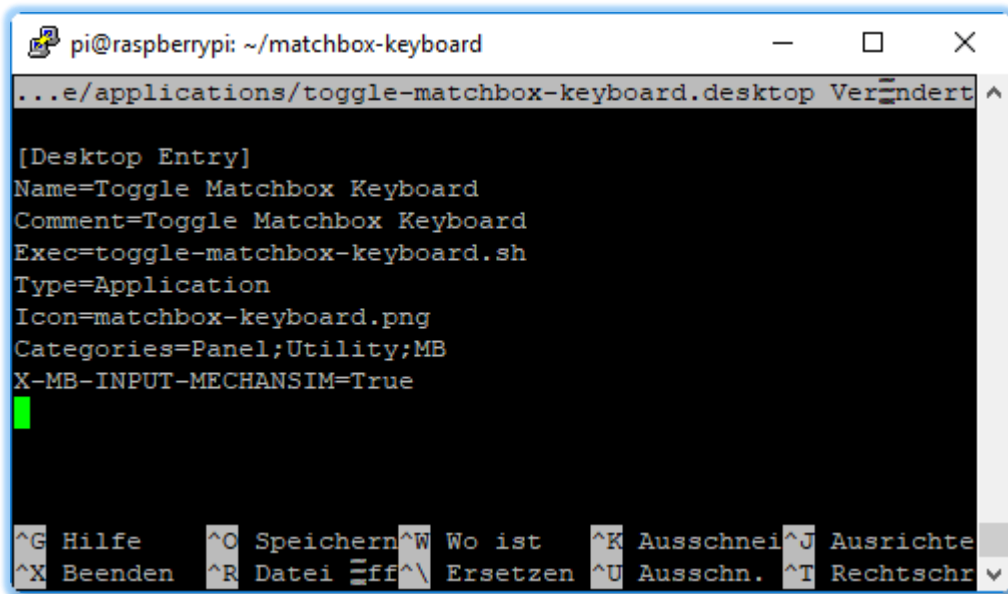 pi@raspberrypi: ~/matchbox-keyboard
...e/applications/toggle-matchbox-keyboard.desktop
[Desktop Entry]
Name=Toggle Matchbox Keyboard
Comment=Toggle Matchbox Keyboard
Exec=toggle-matchbox-keyboard.sh
Type=Application
Icon=matchbox-keyboard.png
Categories=Panel;Utility;MB
X-MB-INPUT-MECHANSIM=True
^G Hilfe ^O Speichern ^W Wo ist ^K Ausschnei ^J Ausrichte
^X Beenden ^R Datei ^\ Ersetzen ^U Ausschn. ^T Rechtschr